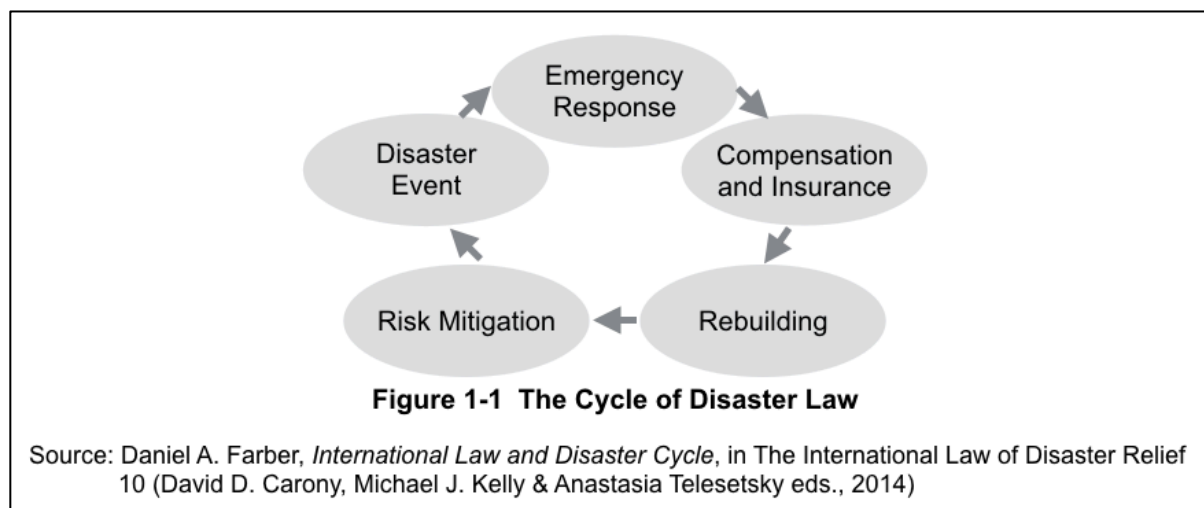 Emergency
Response
Disaster
Event
Compensation
and Insurance
Risk Mitigation
Rebuilding
Figure 1-1 The Cycle of Disaster Law
Source: Daniel A. Farber, International Law and Disaster Cycle, in The International Law of Disaster Relief
10 (David D. Carony, Michael J. Kelly & Anastasia Telesetsky eds., 2014)